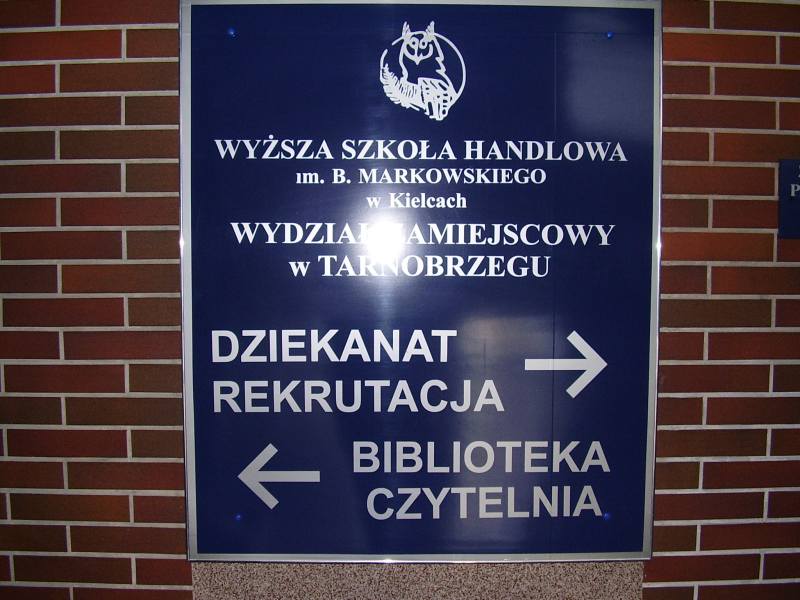 WYŻSZA SZKOŁA HANDLOWA
im. B. MARKOWSKIEGO
w Kielcach
WYDZIAŁ ZAMIEJSCOWY
w TARNOBRZEGU
DZIEKANAT
REKRUTACJA
BIBLIOTEKA
CZYTELNIA